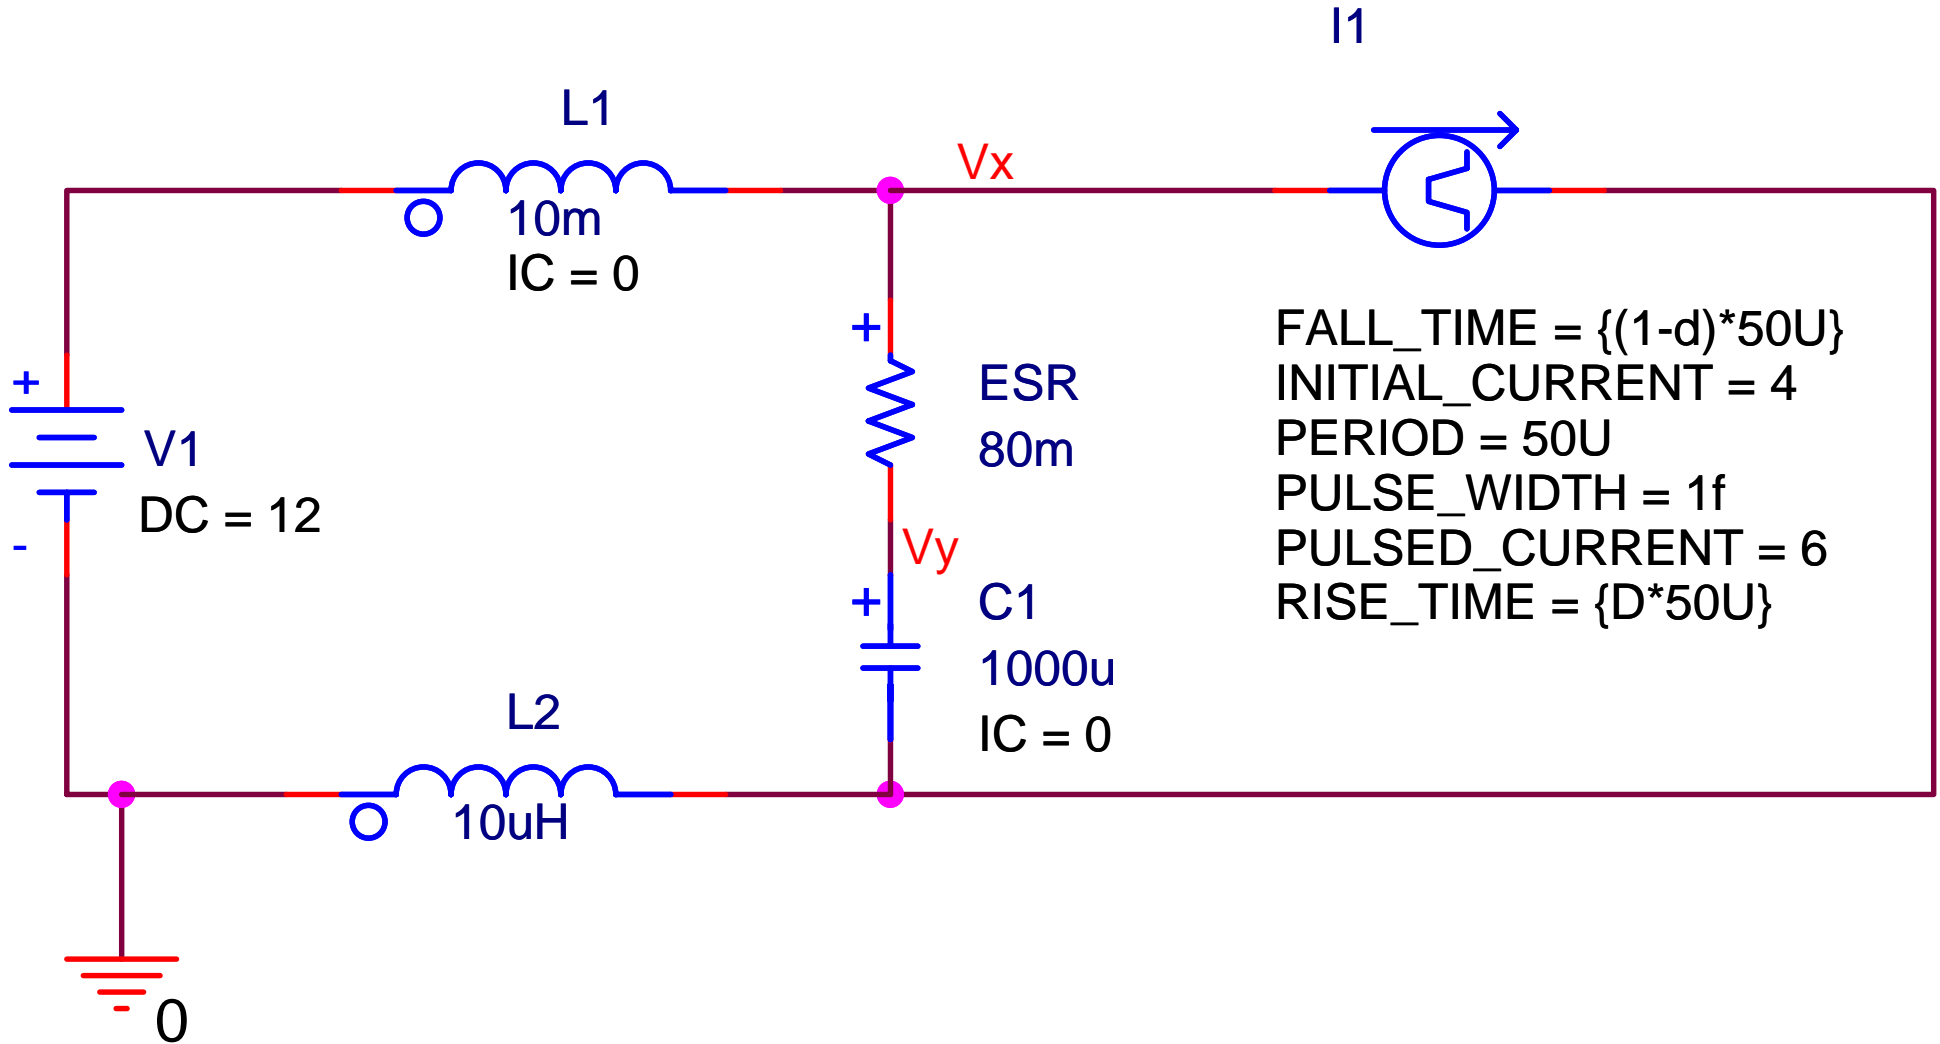 I1
L1
10m
IC = 0
Vx
+
ESR
80m
FALL_TIME = {(1-d)*50U}
INITIAL_CURRENT = 4
PERIOD = 50U
PULSE_WIDTH = 1f
PULSED_CURRENT = 6
RISE_TIME = {D*50U}
+
V1
DC = 12
-
Vy
+
C1
1000u
IC = 0
L2
10uH
0